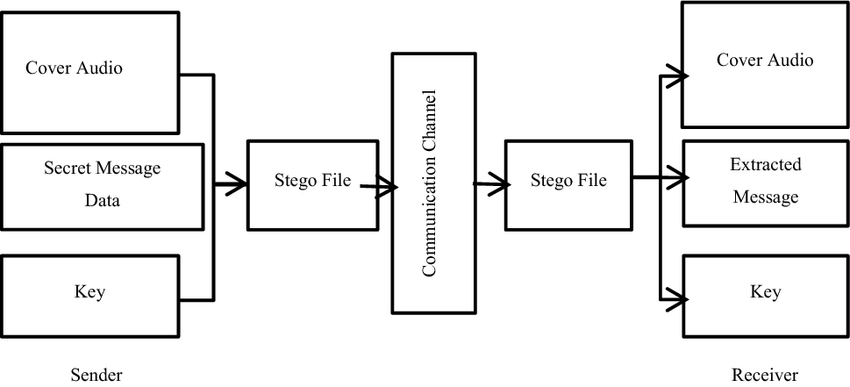 Cover Audio
Secret Message
Data
Key
Sender
Stego File
Communication Channel
Stego File
Cover Audio
Extracted
Message
Key
Receiver